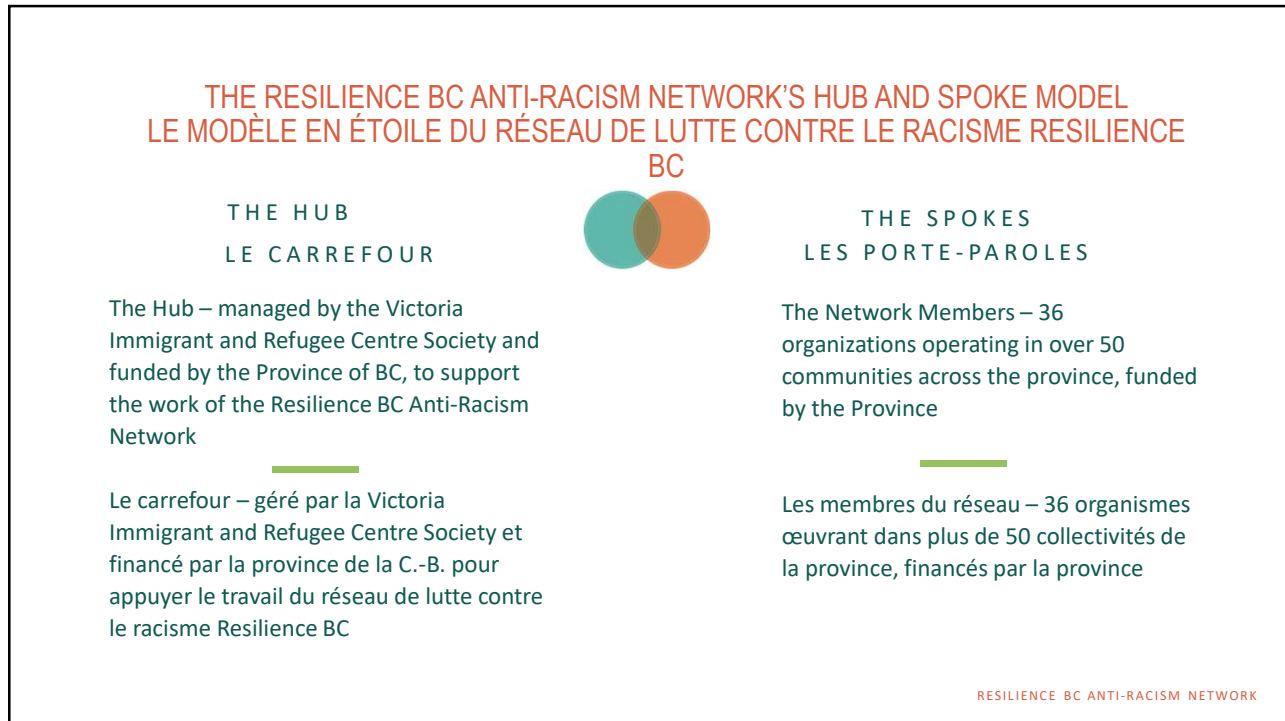 THE RESILIENCE BC ANTI-RACISM NETWORK'S HUB AND SPOKE MODEL
LE MODÈLE EN ÉTOILE DU RÉSEAU DE LUTTE CONTRE LE RACISME RESILIENCE
BC
THE HUB
LE CARREFOUR
The Hub – managed by the Victoria
Immigrant and Refugee Centre Society and
funded by the Province of BC, to support
the work of the Resilience BC Anti-Racism
Network
Le carrefour – géré par la Victoria
Immigrant and Refugee Centre Society et
financé par la province de la C.-B. pour
appuyer le travail du réseau de lutte contre
le racisme Resilience BC
THE SPOKES
LES PORTE-PAROLES
The Network Members – 36
organizations operating in over 50
communities across the province, funded
by the Province
Les membres du réseau – 36 organismes
œuvrant dans plus de 50 collectivités de
la province, financés par la province
RESILIENCE BC ANTI-RACISM NETWORK